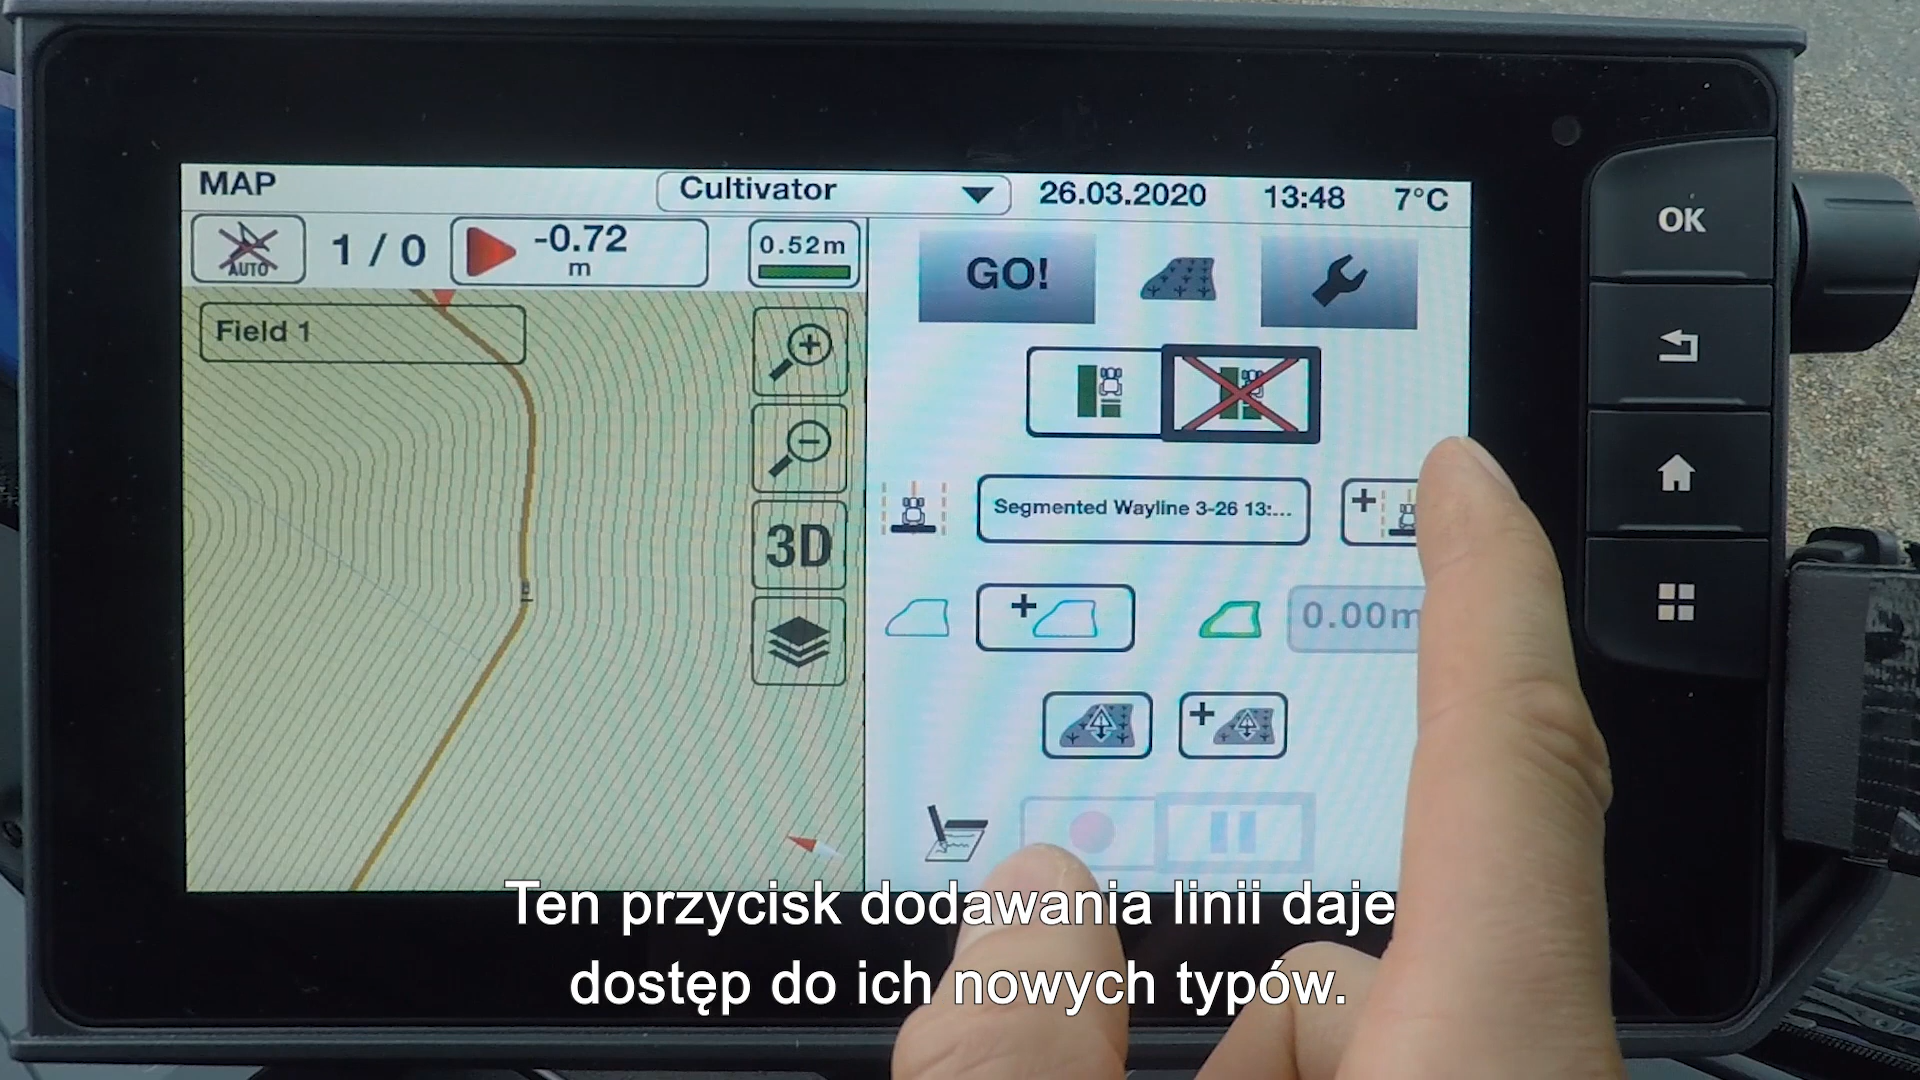 MAP
Cultivator
26.03.2020
13:48
7°C
AUTO
1 / 0
-0.72
m
0.52m
GO!
Field 1
3D
Segmented Wayline 3-26 13:...
0.00m
OK
Ten przycisk dodawania linii daje
dostęp do ich nowych typów.